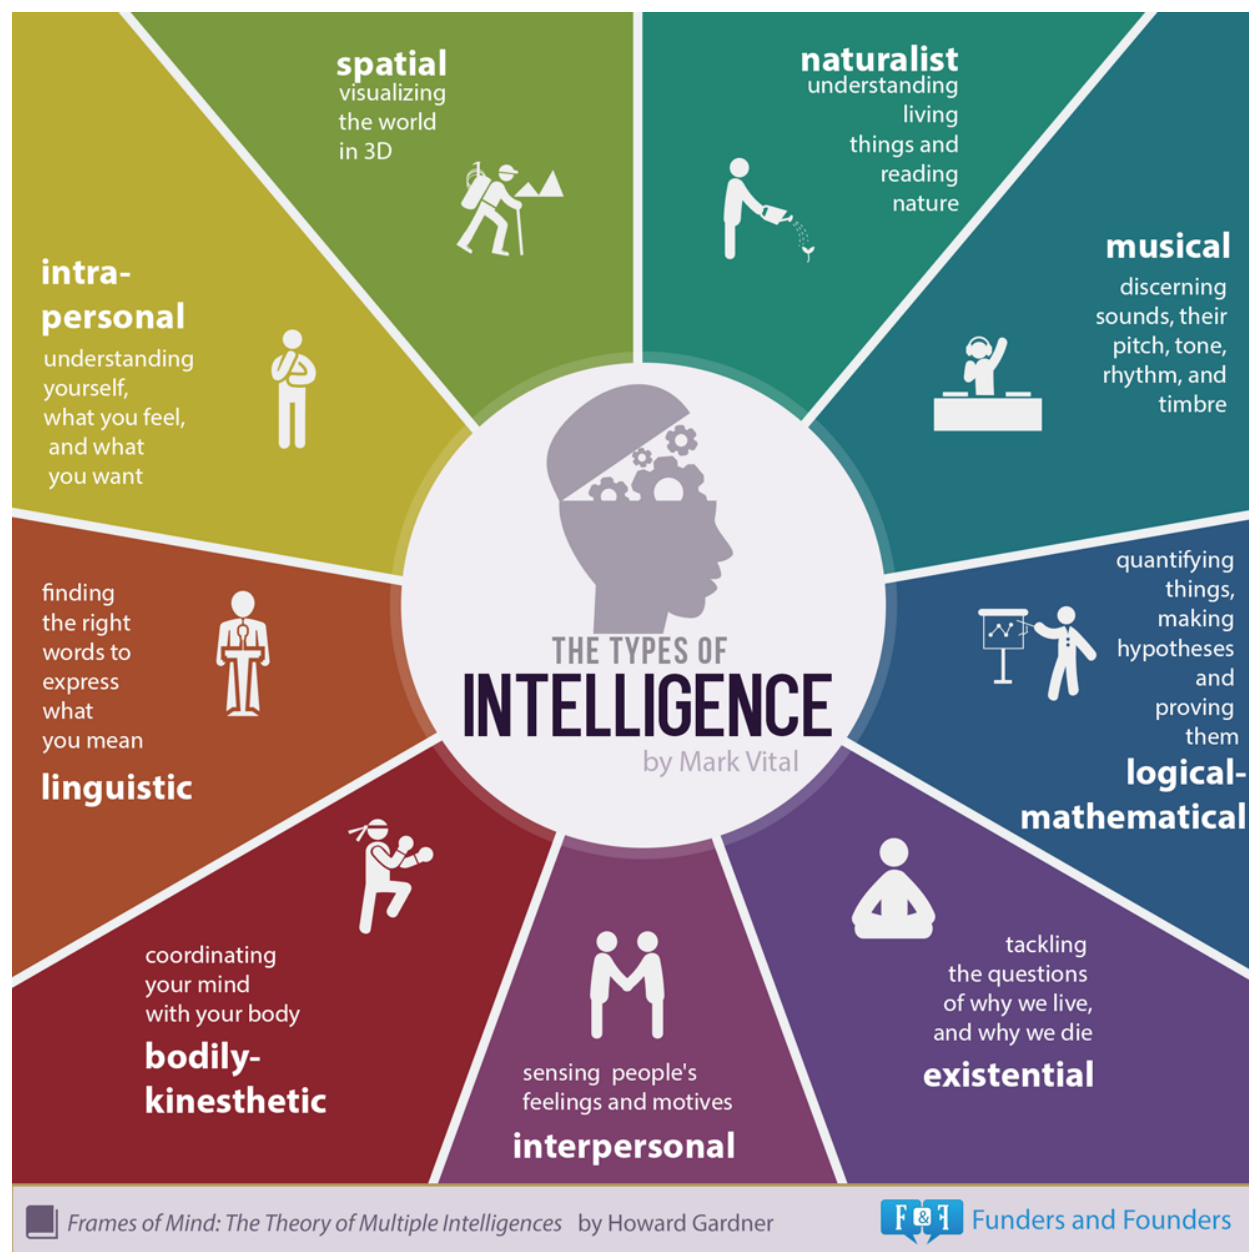 spatial
visualizing
the world
in 3D
naturalist
understanding
living
things and
reading
nature
musical
discerning
sounds, their
pitch, tone,
rhythm, and
timbre
intra-
personal
understanding
yourself,
what you feel,
and what
you want
quantifying
things,
making
hypotheses
and
proving
them
logical-
mathematical
finding
the right
words to
express
what
you mean
linguistic
THE TYPES OF
INTELLIGENCE
by Mark Vital
coordinating
your mind
with your body
bodily-
kinesthetic
sensing people's
feelings and motives
interpersonal
tackling
the questions
of why we live,
and why we die
existential
Frames of Mind: The Theory of Multiple Intelligences by Howard Gardner
F&F Funders and Founders